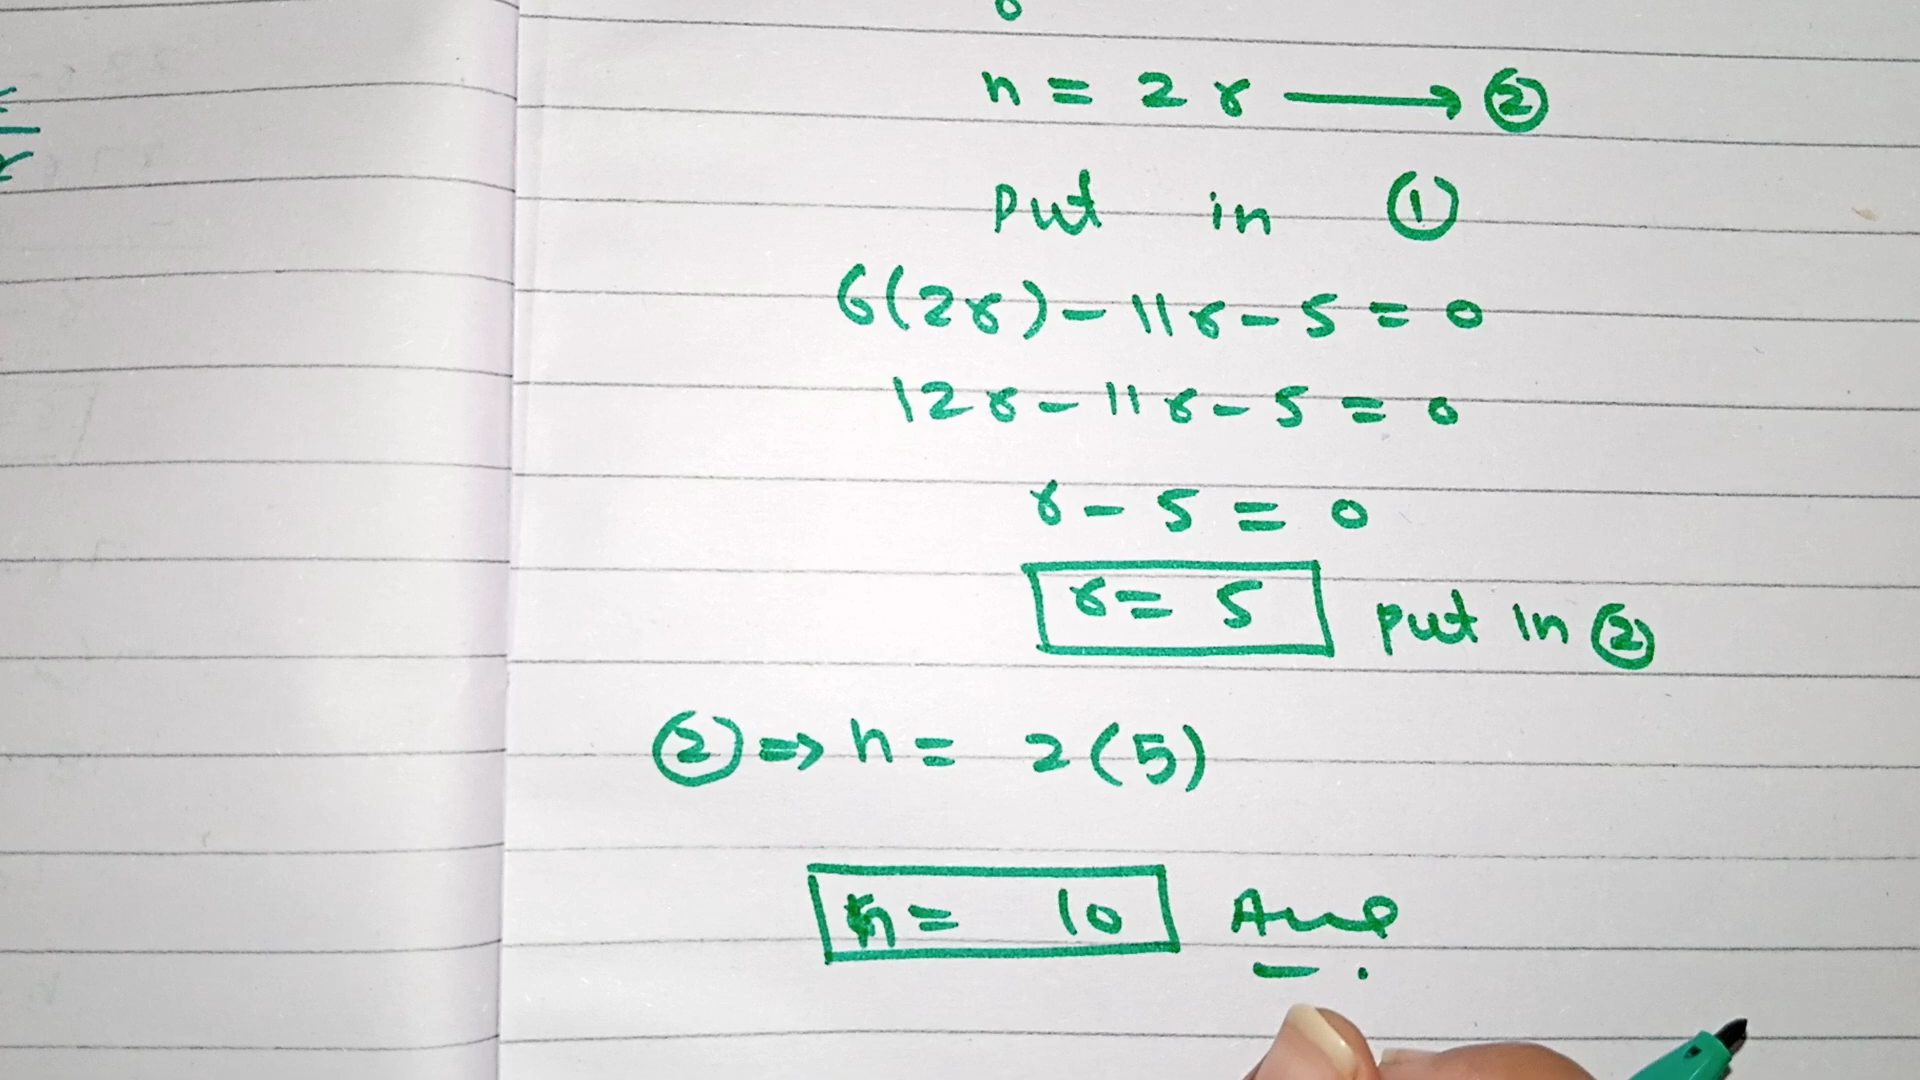 n = 2r → ②
Put in ①
6(2r) - 11r - 5 = 0
12r - 11r - 5 = 0
r - 5 = 0
r = 5 put in ②
② ⇒ n = 2(5)
n = 10 Ans